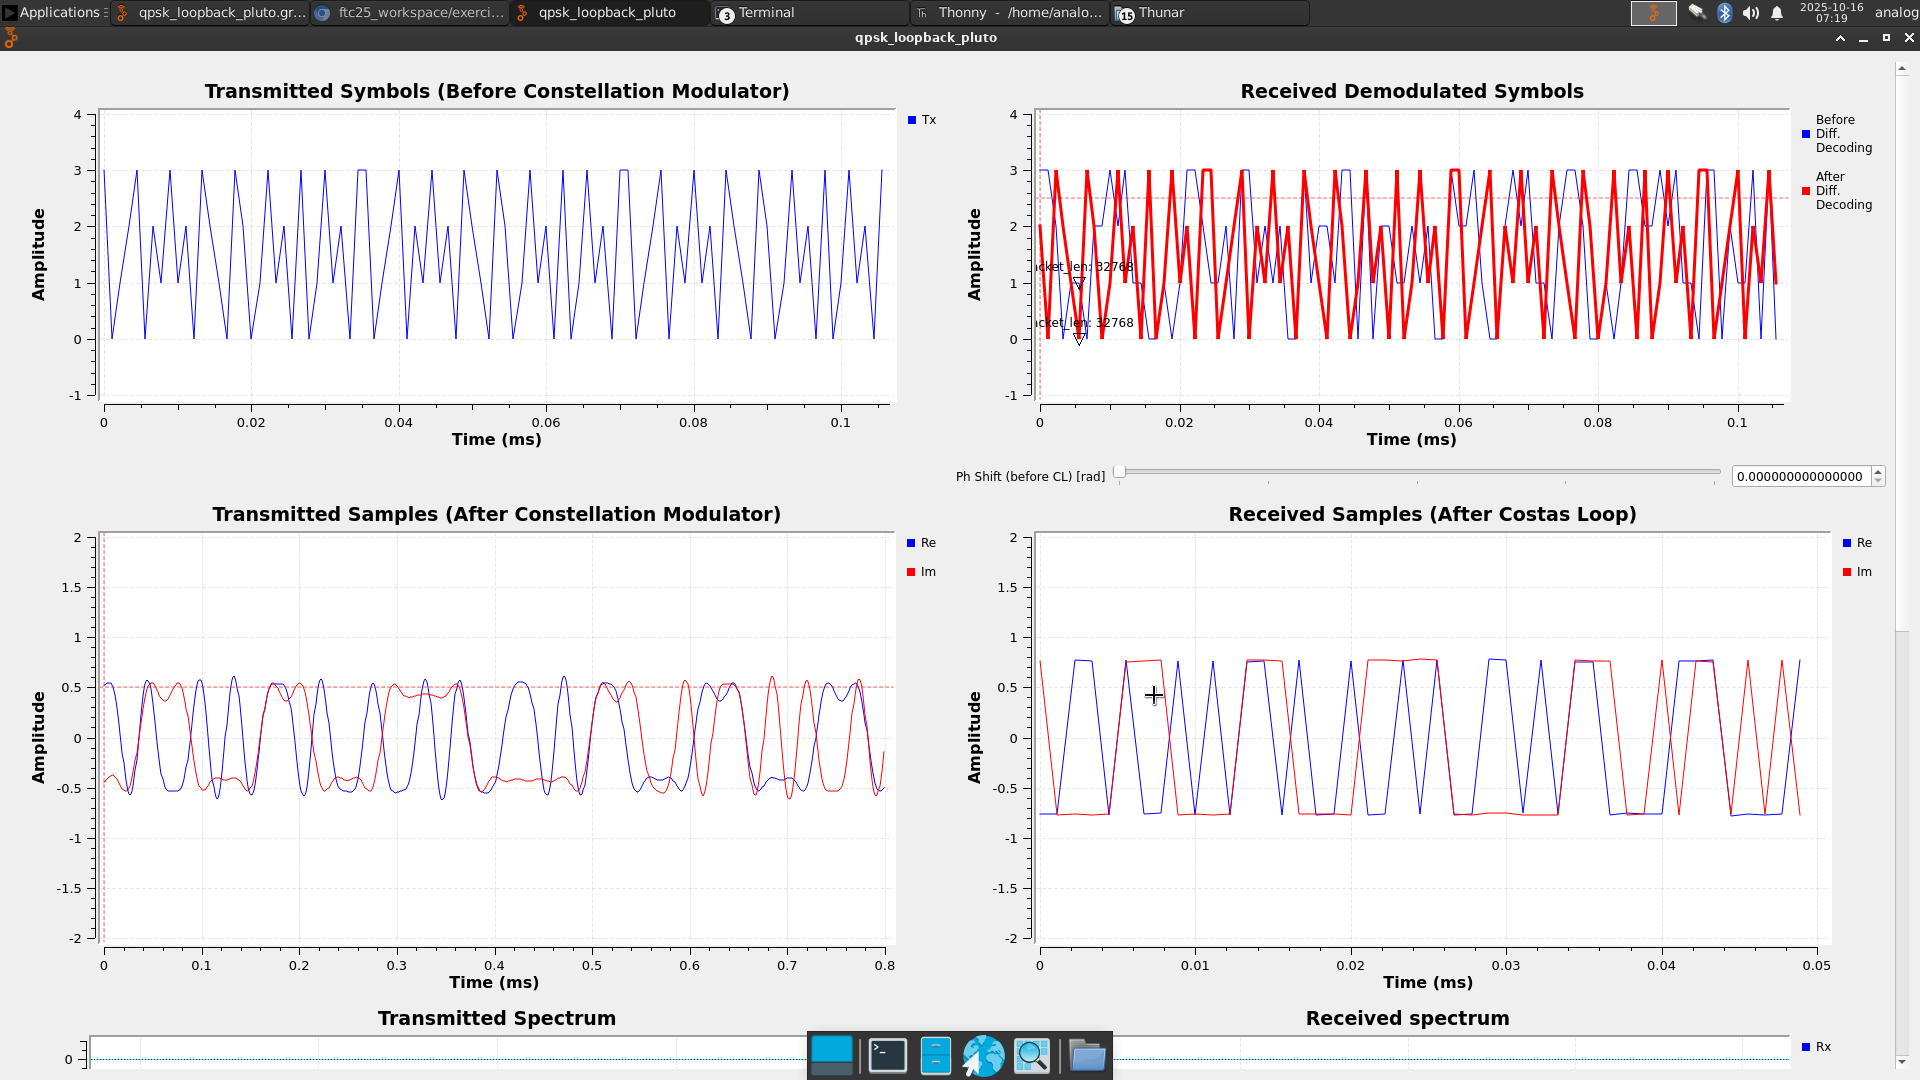 Applications
qpsk_loopback_pluto.gr...
ftc25_workspace/exerci...
qpsk_loopback_pluto
3
Terminal
Th
Thonny - /home/analo...
15
Thunar
2025-10-16
07:19
analog
qpsk_loopback_pluto
Transmitted Symbols (Before Constellation Modulator)
4
3
2
1
0
-1
Amplitude
0 0.02 0.04 0.06 0.08 0.1
Time (ms)
Tx
Received Demodulated Symbols
4
3
2
1
0
-1
Amplitude
acket_len: 32768
acket_len: 32768
0 0.02 0.04 0.06 0.08 0.1
Time (ms)
Before
Diff.
Decoding
After
Diff.
Decoding
Ph Shift (before CL) [rad]
0.000000000000000
Transmitted Samples (After Constellation Modulator)
2
1.5
1
0.5
0
-0.5
-1
-1.5
-2
Amplitude
0 0.1 0.2 0.3 0.4 0.5 0.6 0.7 0.8
Time (ms)
Re
Im
Received Samples (After Costas Loop)
2
1.5
1
0.5
0
-0.5
-1
-1.5
-2
Amplitude
0 0.01 0.02 0.03 0.04 0.05
Time (ms)
Re
Im
Transmitted Spectrum
0
Received spectrum
Rx